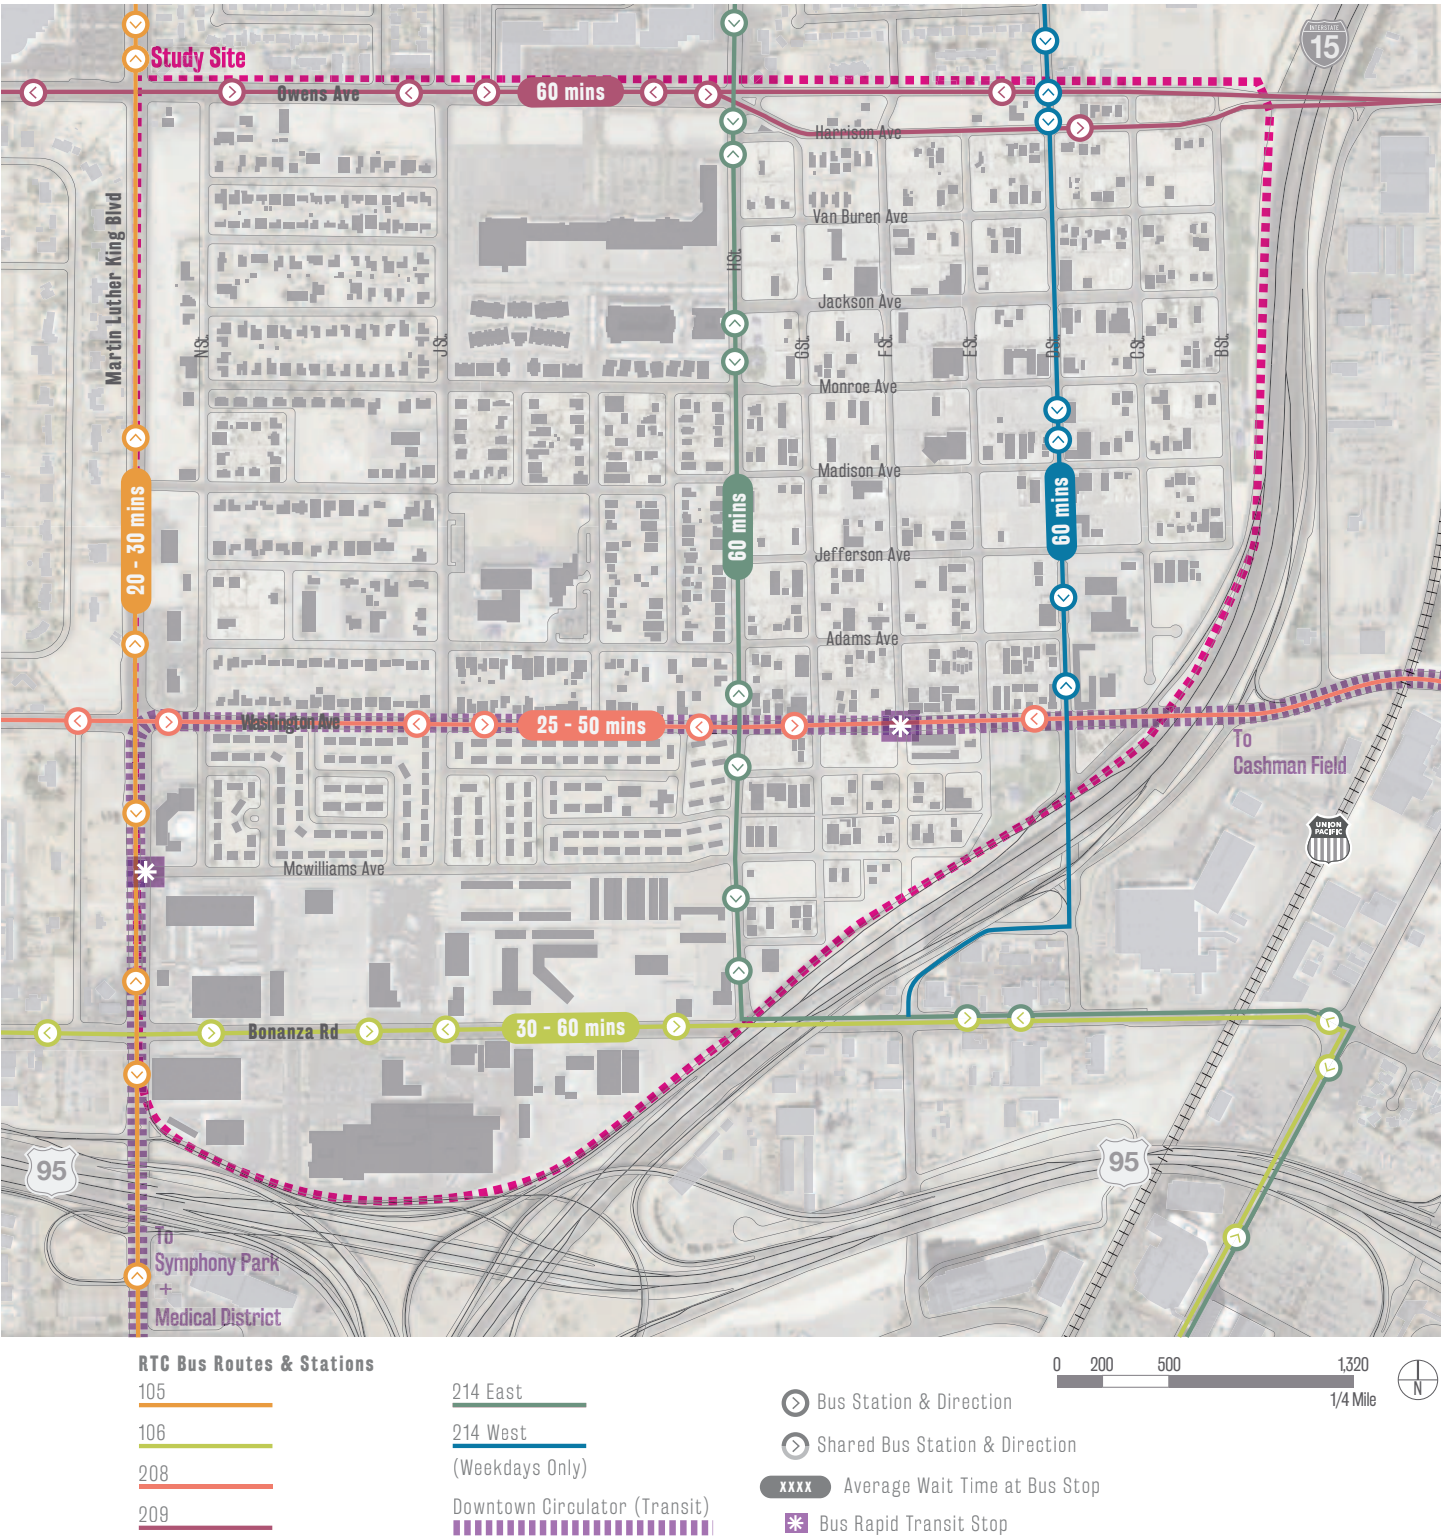 Study Site
INTERSTATE
15
Owens Ave
60 mins
Harrison Ave
Martin Luther King Blvd
Van Buren Ave
H St.
Jackson Ave
N St.
J St.
G St.
F St.
E St.
D St.
C St.
B St.
Monroe Ave
Madison Ave
20 - 30 mins
60 mins
60 mins
Jefferson Ave
Adams Ave
Washington Ave
25 - 50 mins
To
Cashman Field
UNION
PACIFIC
Mcwilliams Ave
Bonanza Rd
30 - 60 mins
95
95
To
Symphony Park
+
Medical District
RTC Bus Routes & Stations
105
106
208
209
214 East
214 West
(Weekdays Only)
Downtown Circulator (Transit)
Bus Station & Direction
Shared Bus Station & Direction
XXXX Average Wait Time at Bus Stop
Bus Rapid Transit Stop
0 200 500 1,320
1/4 Mile
N